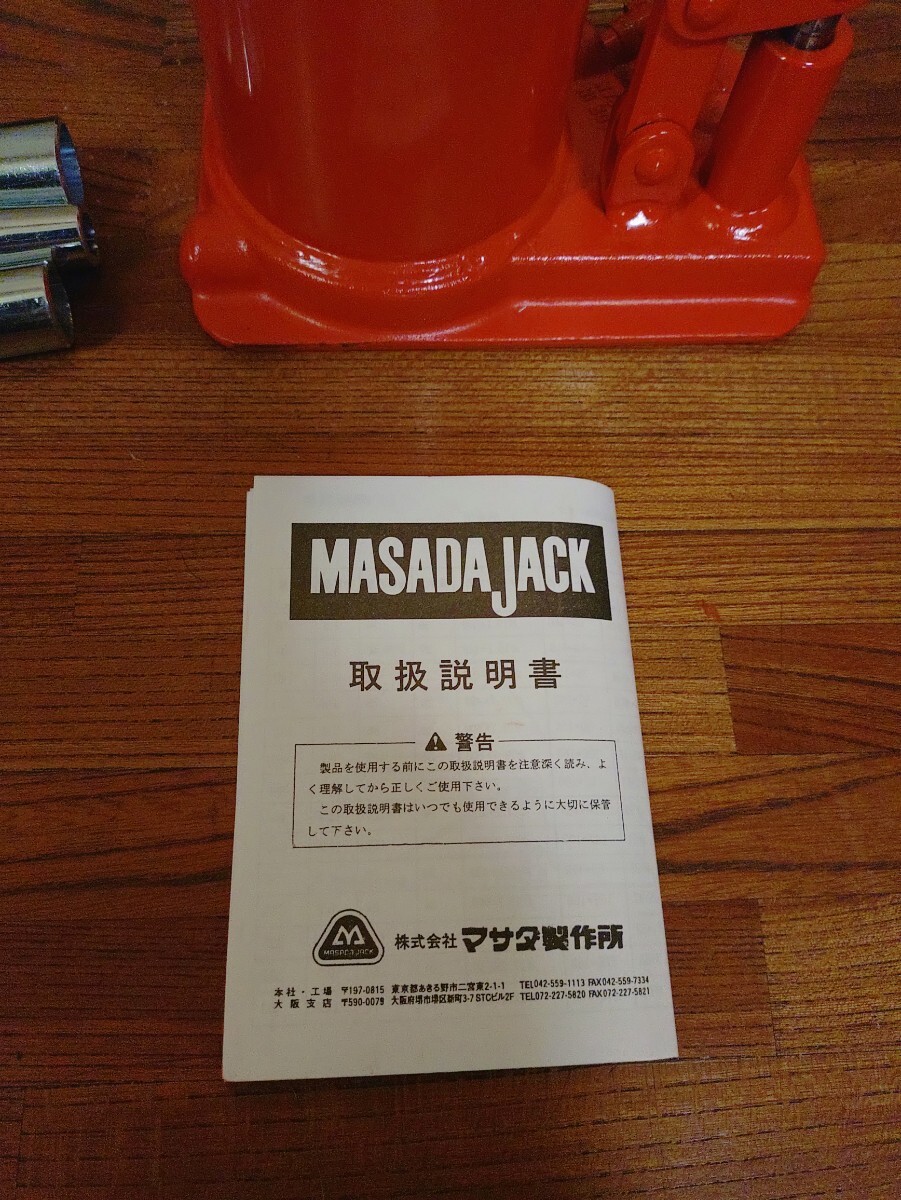 MASADA JACK
取扱説明書
⚠ 警告
製品を使用する前にこの取扱説明書を注意深く読み、よ
く理解してから正しくご使用下さい。
この取扱説明書はいつでも使用できるように大切に保管
して下さい。
MASADA JACK
株式会社 マサダ製作所
本社・工場 〒197-0815 東京都あきる野市二宮東2-1-1 TEL042-559-1113 FAX042-559-7334
大阪支店 〒590-0079 大阪府堺市堺区新町3-7 STCビル2F TEL072-227-5820 FAX072-227-5821